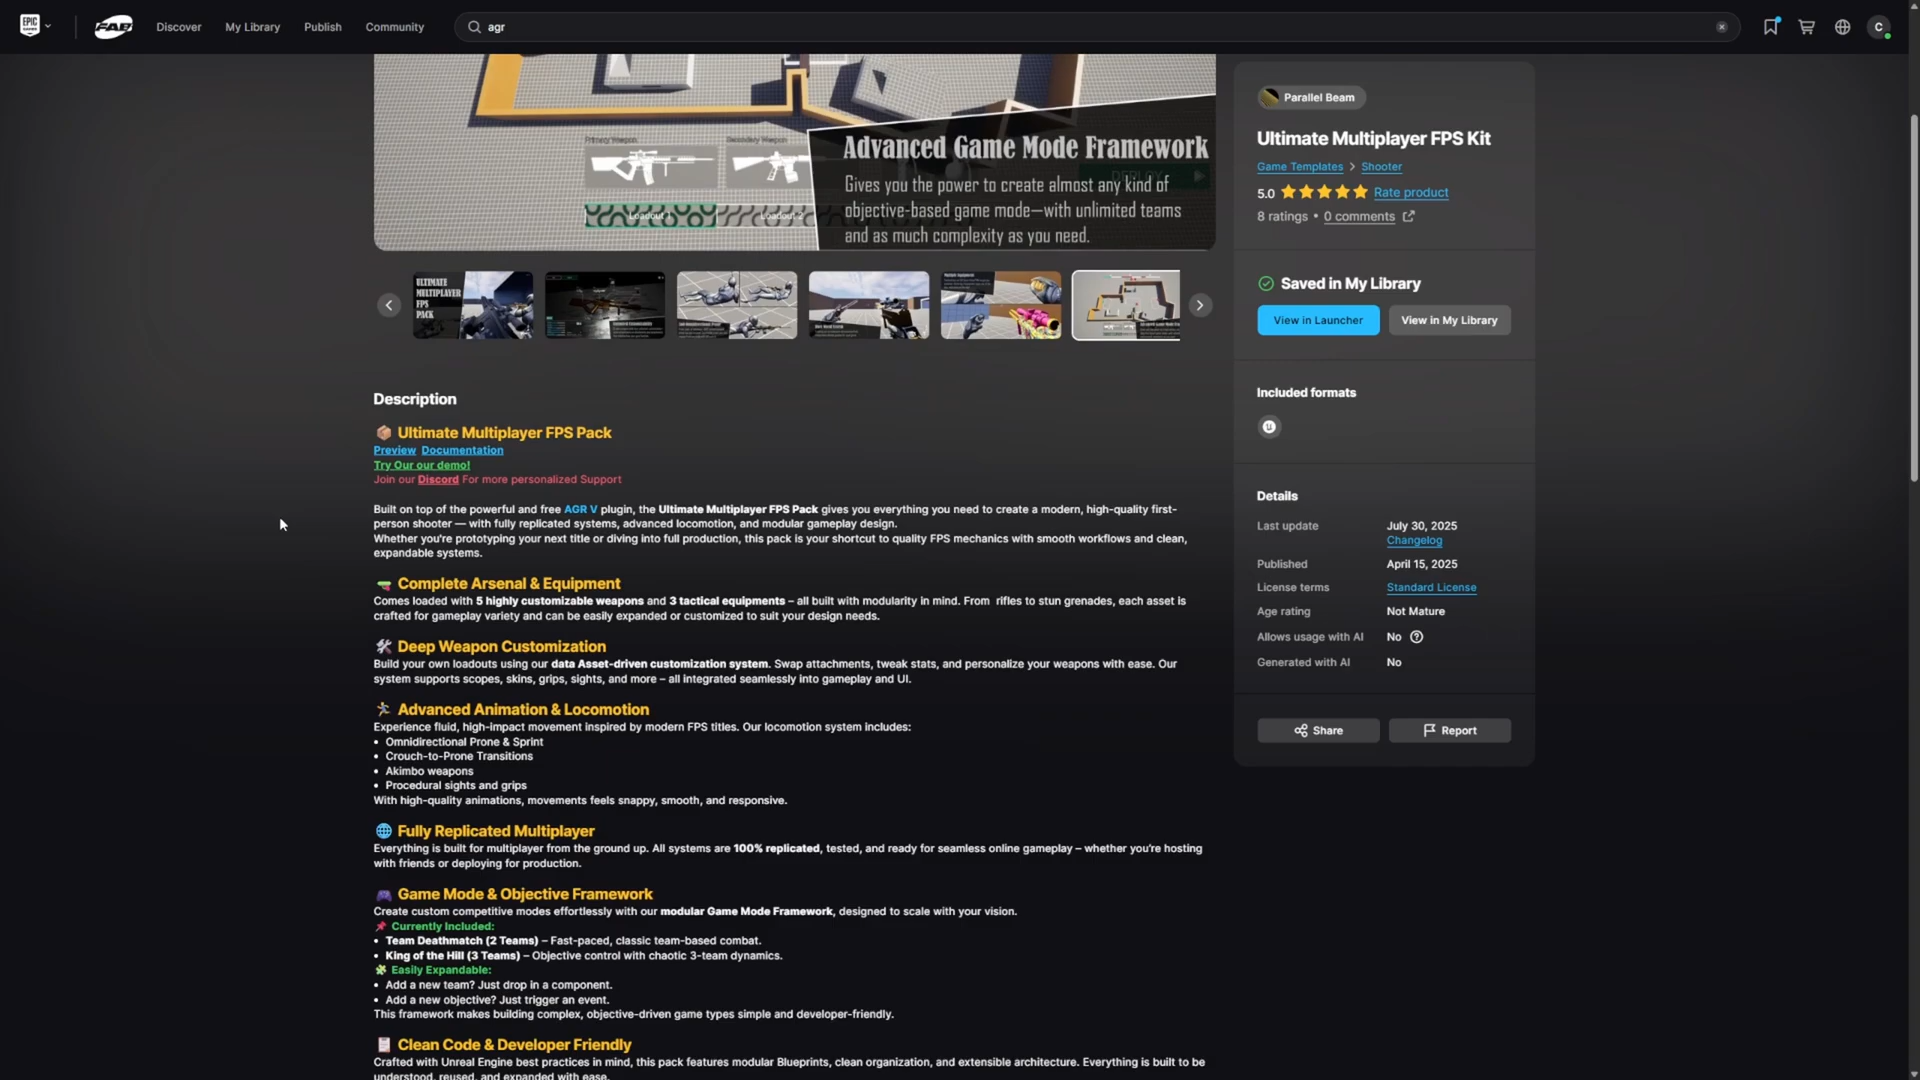 EPIC GAMES
FAB
Discover
My Library
Publish
Community
agr
C
Primary Weapon
Secondary Weapon
Loadout 1
Loadout 2
Advanced Game Mode Framework
Gives you the power to create almost any kind of
objective-based game mode—with unlimited teams
and as much complexity as you need.
ULTIMATE
MULTIPLAYER
FPS
PACK
Description
Ultimate Multiplayer FPS Pack
Preview Documentation
Try Our our demo!
Join our Discord For more personalized Support
Built on top of the powerful and free AGR V plugin, the Ultimate Multiplayer FPS Pack gives you everything you need to create a modern, high-quality first-
person shooter — with fully replicated systems, advanced locomotion, and modular gameplay design.
Whether you're prototyping your next title or diving into full production, this pack is your shortcut to quality FPS mechanics with smooth workflows and clean,
expandable systems.
Complete Arsenal & Equipment
Comes loaded with 5 highly customizable weapons and 3 tactical equipments – all built with modularity in mind. From rifles to stun grenades, each asset is
crafted for gameplay variety and can be easily expanded or customized to suit your design needs.
Deep Weapon Customization
Build your own loadouts using our data Asset-driven customization system. Swap attachments, tweak stats, and personalize your weapons with ease. Our
system supports scopes, skins, grips, sights, and more – all integrated seamlessly into gameplay and UI.
Advanced Animation & Locomotion
Experience fluid, high-impact movement inspired by modern FPS titles. Our locomotion system includes:
• Omnidirectional Prone & Sprint
• Crouch-to-Prone Transitions
• Akimbo weapons
• Procedural sights and grips
With high-quality animations, movements feels snappy, smooth, and responsive.
Fully Replicated Multiplayer
Everything is built for multiplayer from the ground up. All systems are 100% replicated, tested, and ready for seamless online gameplay – whether you're hosting
with friends or deploying for production.
Game Mode & Objective Framework
Create custom competitive modes effortlessly with our modular Game Mode Framework, designed to scale with your vision.
Currently Included:
• Team Deathmatch (2 Teams) – Fast-paced, classic team-based combat.
• King of the Hill (3 Teams) – Objective control with chaotic 3-team dynamics.
Easily Expandable:
• Add a new team? Just drop in a component.
• Add a new objective? Just trigger an event.
This framework makes building complex, objective-driven game types simple and developer-friendly.
Clean Code & Developer Friendly
Crafted with Unreal Engine best practices in mind, this pack features modular Blueprints, clean organization, and extensible architecture. Everything is built to be
understood, reused, and expanded with ease.
Parallel Beam
Ultimate Multiplayer FPS Kit
Game Templates > Shooter
5.0 Rate product
8 ratings • 0 comments
Saved in My Library
View in Launcher
View in My Library
Included formats
Details
Last update July 30, 2025
Changelog
Published April 15, 2025
License terms Standard License
Age rating Not Mature
Allows usage with AI No
Generated with AI No
Share
Report